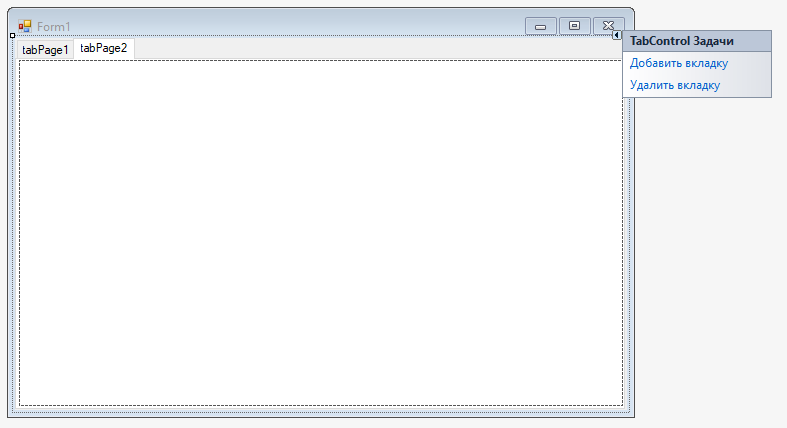 Form1
tabPage1 tabPage2
TabControl Задачи
Добавить вкладку
Удалить вкладку